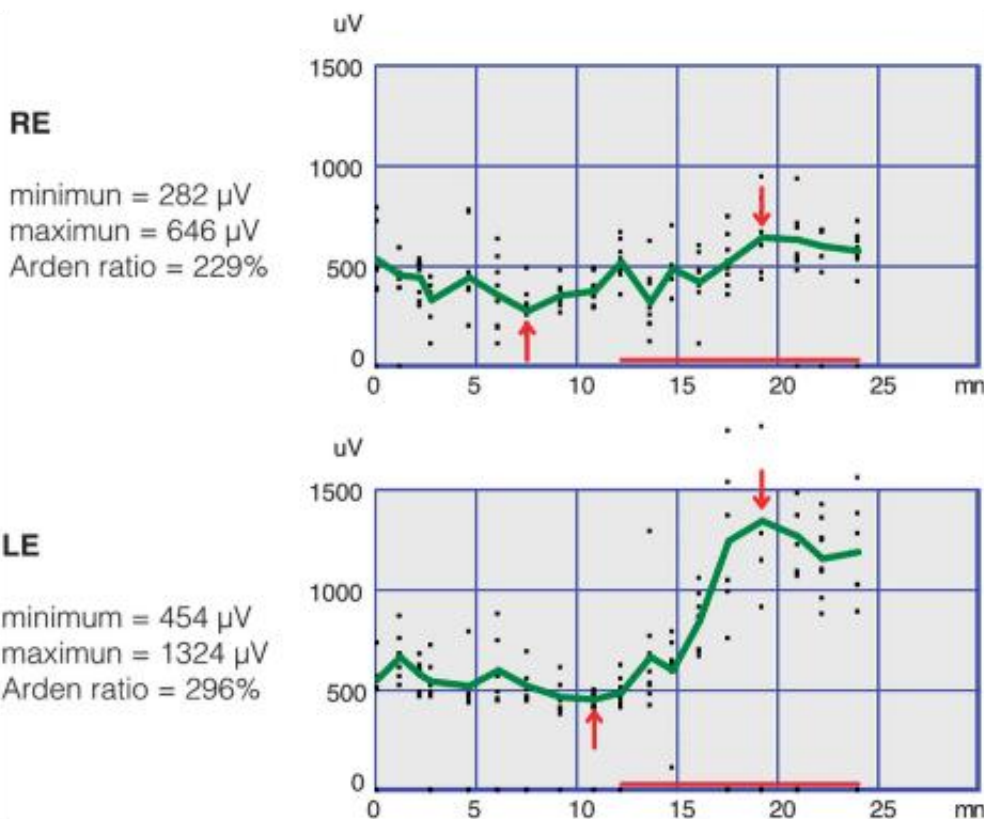 uV
1500
1000
500
0
0 5 10 15 20 25 mn
RE
minimun = 282 µV
maximun = 646 µV
Arden ratio = 229%
uV
1500
1000
500
0
0 5 10 15 20 25 mn
LE
minimum = 454 µV
maximun = 1324 µV
Arden ratio = 296%